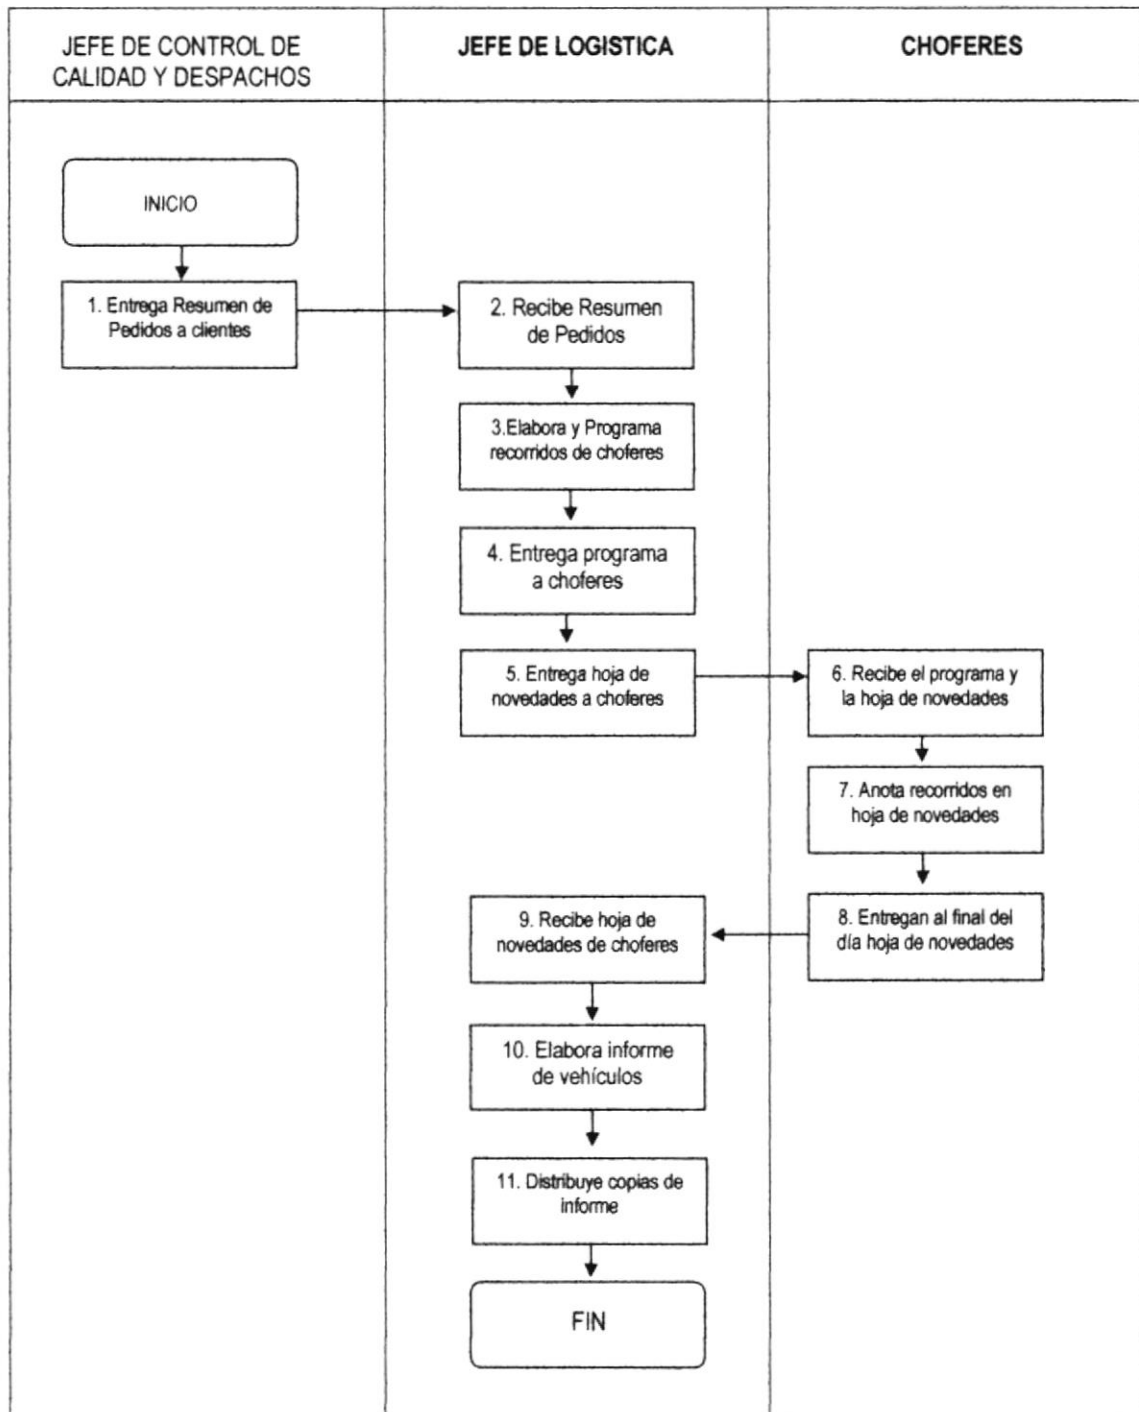 JEFE DE CONTROL DE
CALIDAD Y DESPACHOS
JEFE DE LOGISTICA
CHOFERES
INICIO
1. Entrega Resumen de
Pedidos a clientes
2. Recibe Resumen
de Pedidos
3.Elabora y Programa
recorridos de choferes
4. Entrega programa
a choferes
5. Entrega hoja de
novedades a choferes
6. Recibe el programa y
la hoja de novedades
7. Anota recorridos en
hoja de novedades
8. Entregan al final del
día hoja de novedades
9. Recibe hoja de
novedades de choferes
10. Elabora informe
de vehículos
11. Distribuye copias de
informe
FIN